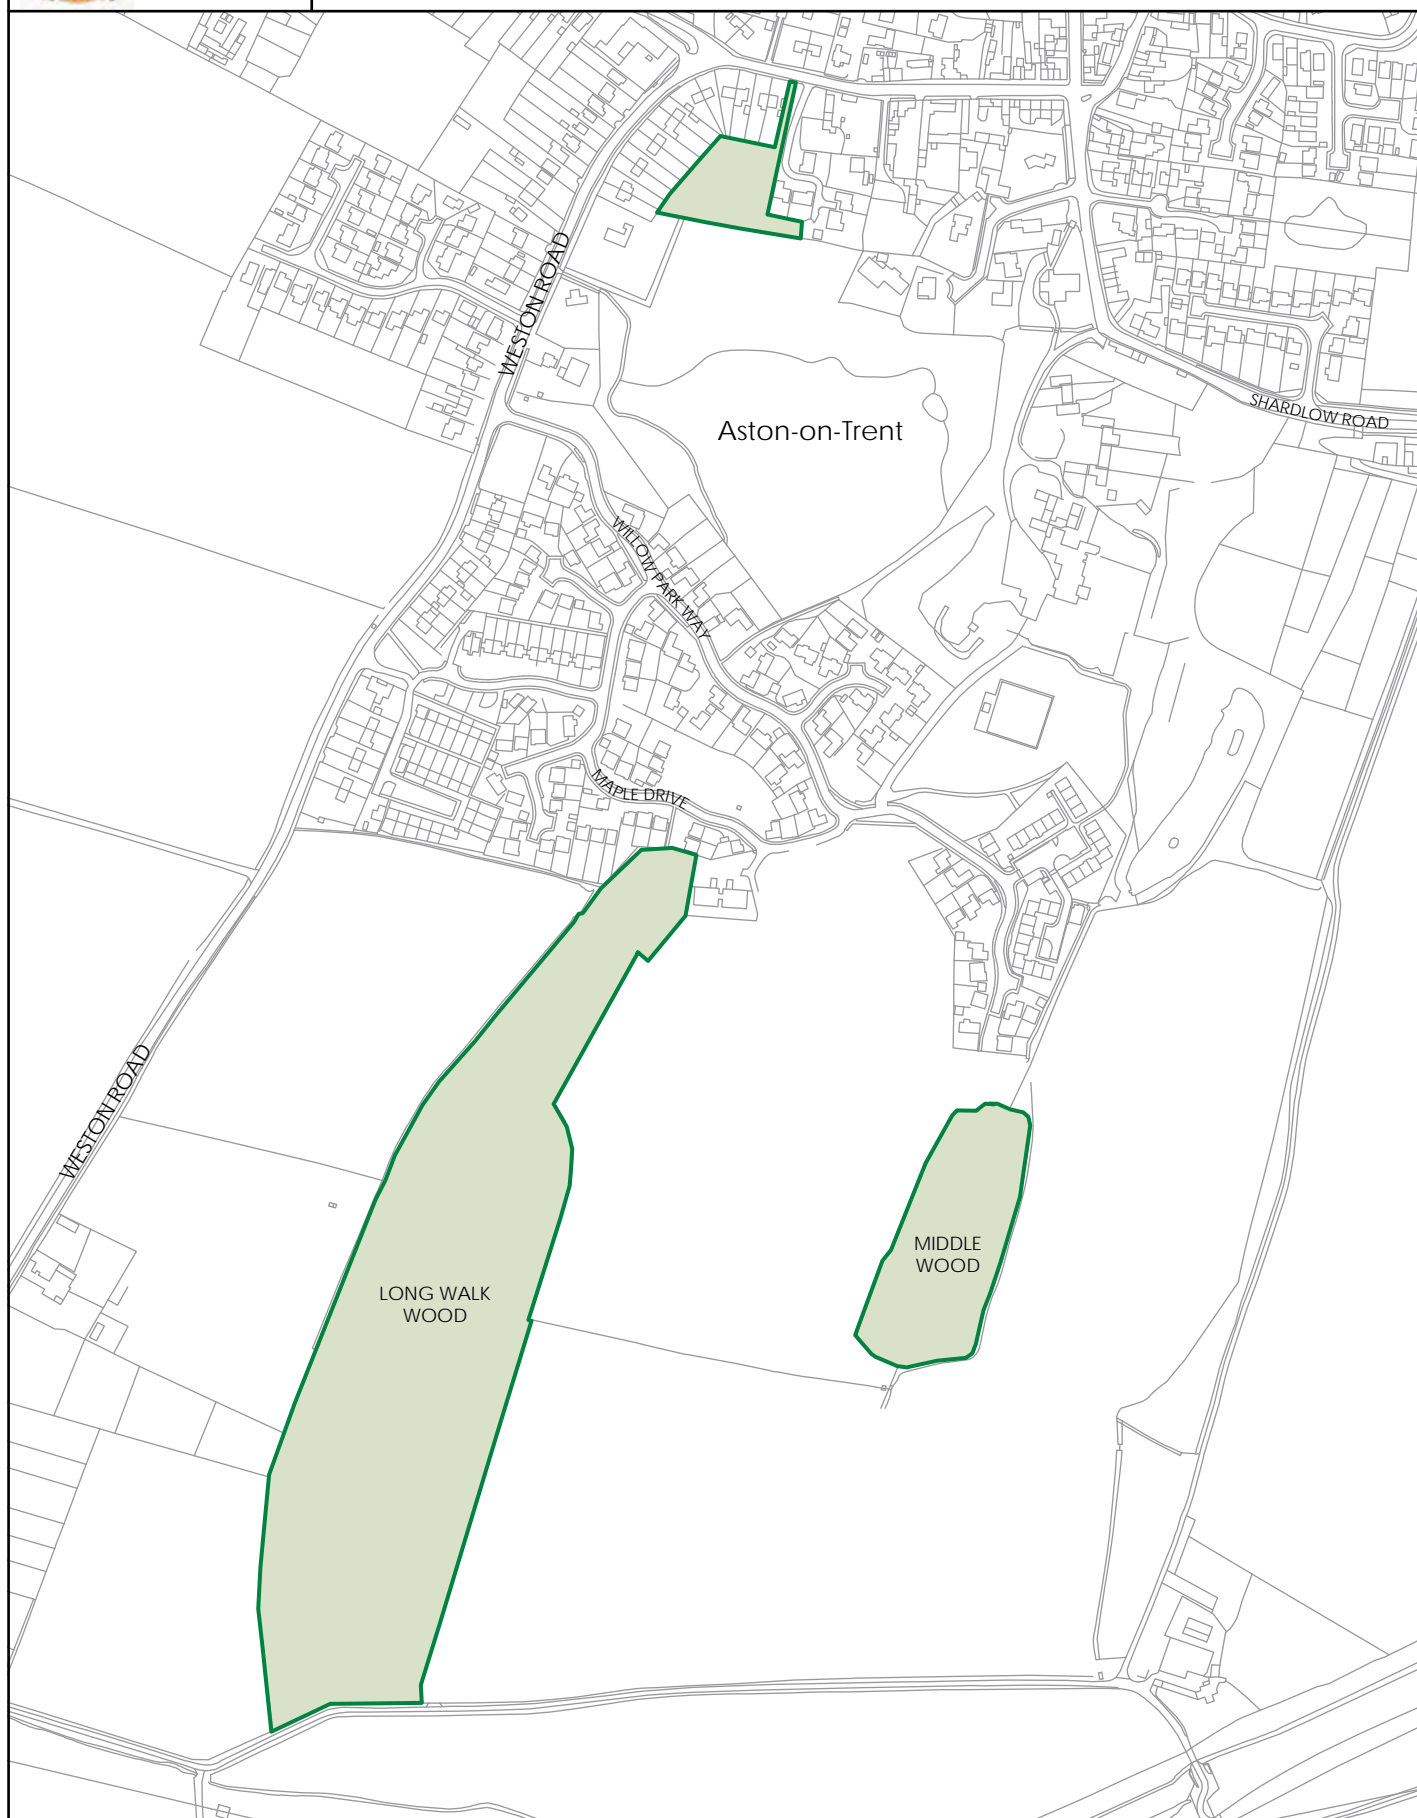 WESTON ROAD
Aston-on-Trent
SHARDLOW ROAD
WILLOW PARK WAY
MAPLE DRIVE
WESTON ROAD
MIDDLE
WOOD
LONG WALK
WOOD